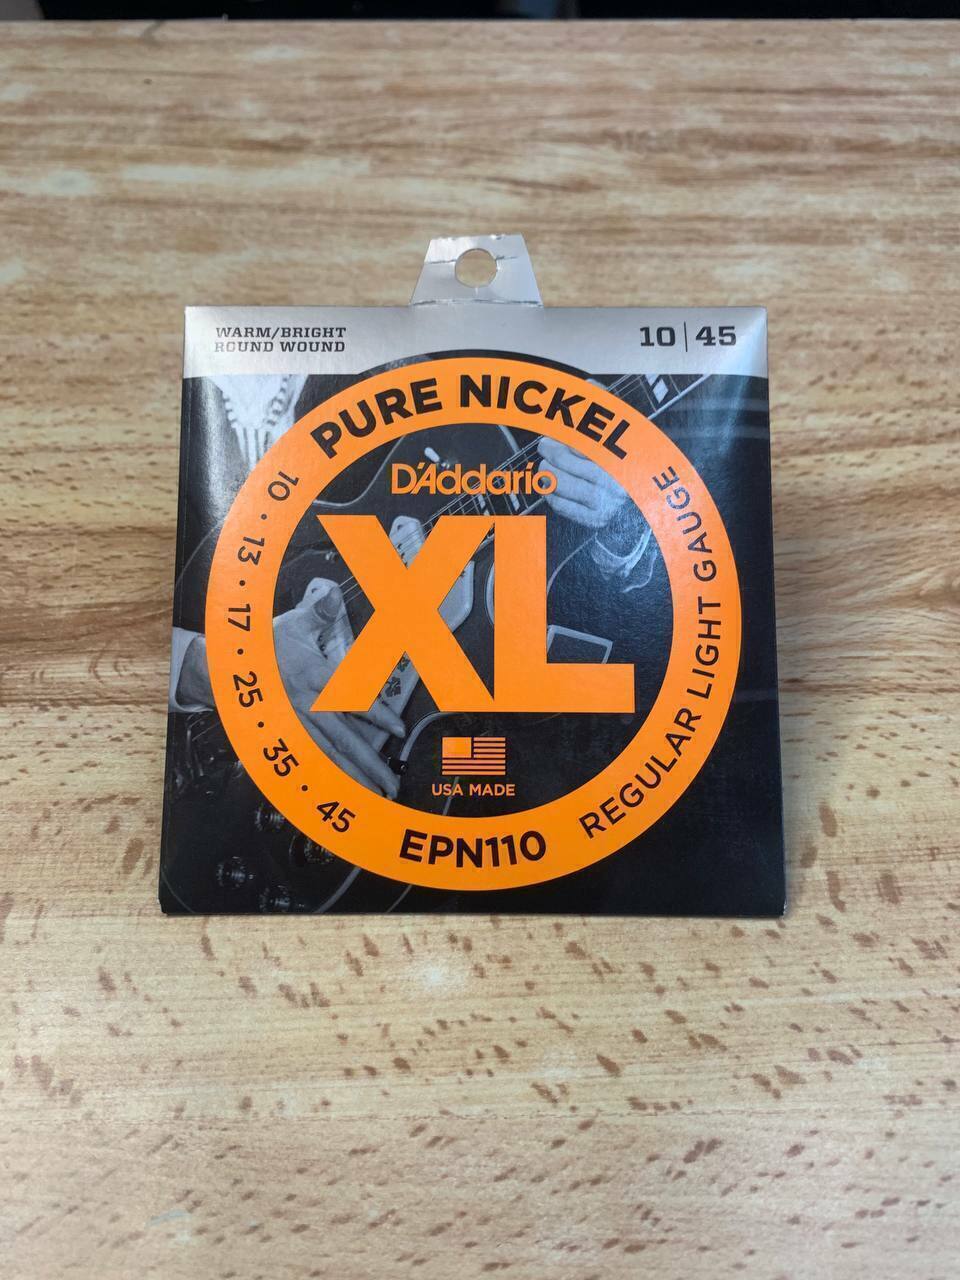 WARM/BRIGHT
ROUND WOUND
10|45
PURE NICKEL
D'Addario
XL
10 · 13 · 17 · 25 · 35 · 45
REGULAR LIGHT GAUGE
USA MADE
EPN110